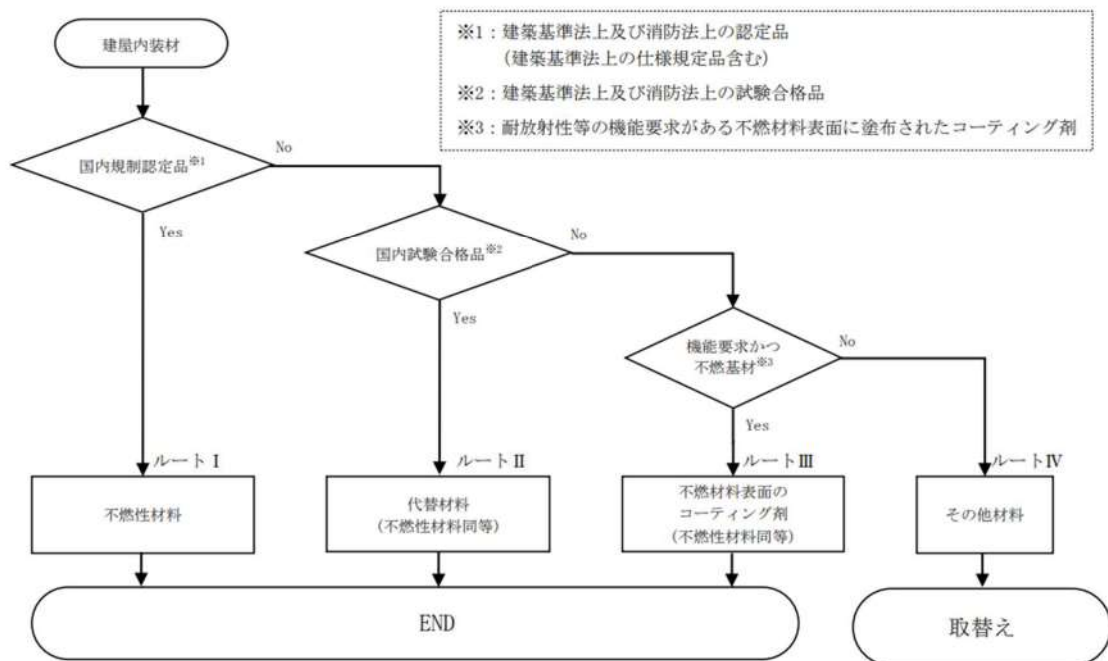 建屋内装材
※1：建築基準法上及び消防法上の認定品
（建築基準法上の仕様規定品含む）
※2：建築基準法上及び消防法上の試験合格品
※3：耐放射性等の機能要求がある不燃材料表面に塗布されたコーティング剤
国内規制認定品※1
No
Yes
国内試験合格品※2
No
Yes
機能要求かつ
不燃基材※3
No
Yes
ルートⅠ
ルートⅡ
ルートⅢ
ルートⅣ
不燃性材料
代替材料
（不燃性材料同等）
不燃材料表面の
コーティング剤
（不燃性材料同等）
その他材料
END
取替え